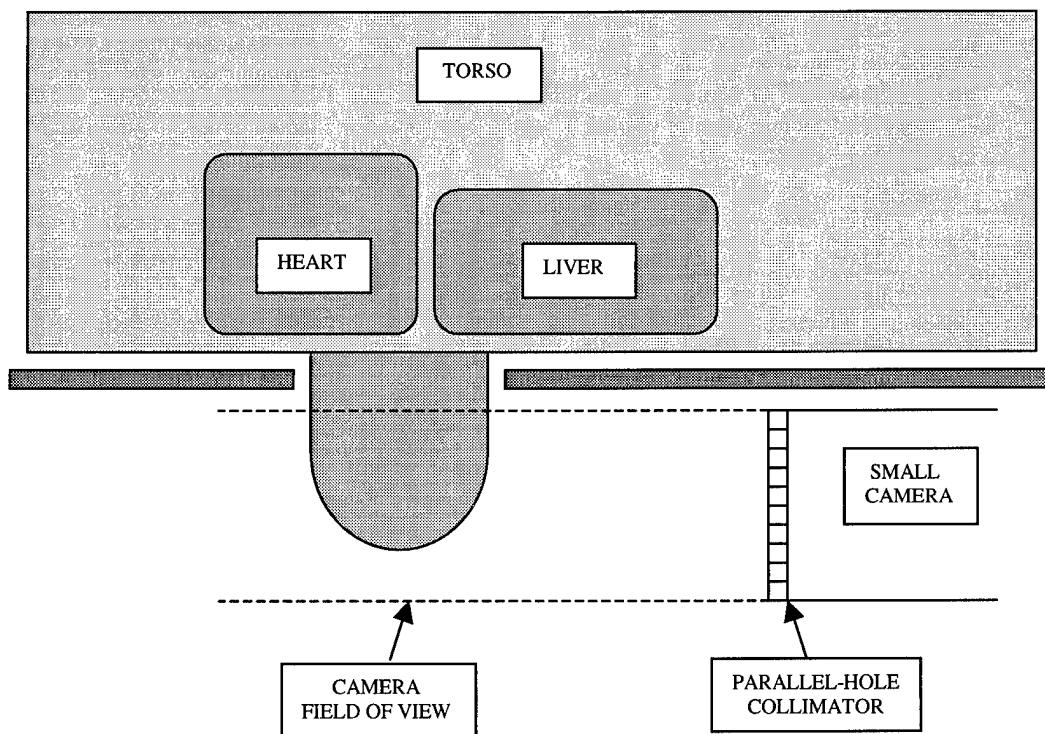 TORSO
HEART
LIVER
SMALL
CAMERA
CAMERA
FIELD OF VIEW
PARALLEL-HOLE
COLLIMATOR